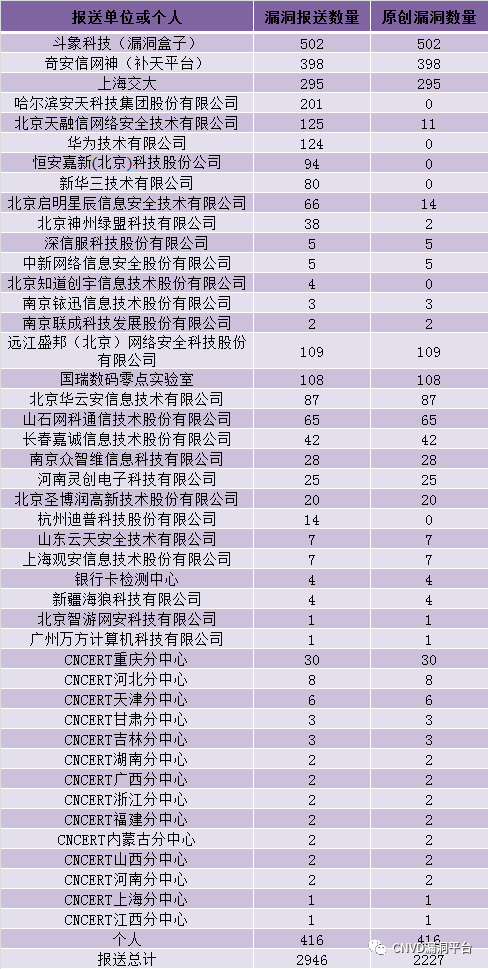 报送单位或个人 漏洞报送数量 原创漏洞数量
斗象科技（漏洞盒子） 502 502
奇安信网神（补天平台） 398 398
上海交大 295 295
哈尔滨安天科技集团股份有限公司 201 0
北京天融信网络安全技术有限公司 125 11
华为技术有限公司 124 0
恒安嘉新(北京)科技股份公司 94 0
新华三技术有限公司 80 0
北京启明星辰信息安全技术有限公司 66 14
北京神州绿盟科技有限公司 38 2
深信服科技股份有限公司 5 5
中新网络信息安全股份有限公司 5 5
北京知道创宇信息技术股份有限公司 4 0
南京铱迅信息技术股份有限公司 3 3
南京联成科技发展股份有限公司 2 2
远江盛邦（北京）网络安全科技股份
有限公司 109 109
国瑞数码零点实验室 108 108
北京华云安信息技术有限公司 87 87
山石网科通信技术股份有限公司 65 65
长春嘉诚信息技术股份有限公司 42 42
南京众智维信息科技有限公司 28 28
河南灵创电子科技有限公司 25 25
北京圣博润高新技术股份有限公司 20 20
杭州迪普科技股份有限公司 14 0
山东云天安全技术有限公司 7 7
上海观安信息技术股份有限公司 7 7
银行卡检测中心 4 4
新疆海狼科技有限公司 4 4
北京智游网安科技有限公司 1 1
广州万方计算机科技有限公司 1 1
CNCERT重庆分中心 30 30
CNCERT河北分中心 8 8
CNCERT天津分中心 6 6
CNCERT甘肃分中心 3 3
CNCERT吉林分中心 3 3
CNCERT湖南分中心 2 2
CNCERT广西分中心 2 2
CNCERT浙江分中心 2 2
CNCERT福建分中心 2 2
CNCERT内蒙古分中心 2 2
CNCERT山西分中心 2 2
CNCERT河南分中心 2 2
CNCERT上海分中心 1 1
CNCERT江西分中心 1 1
个人 416 416
CNVD漏洞平台
报送总计 2946 2227